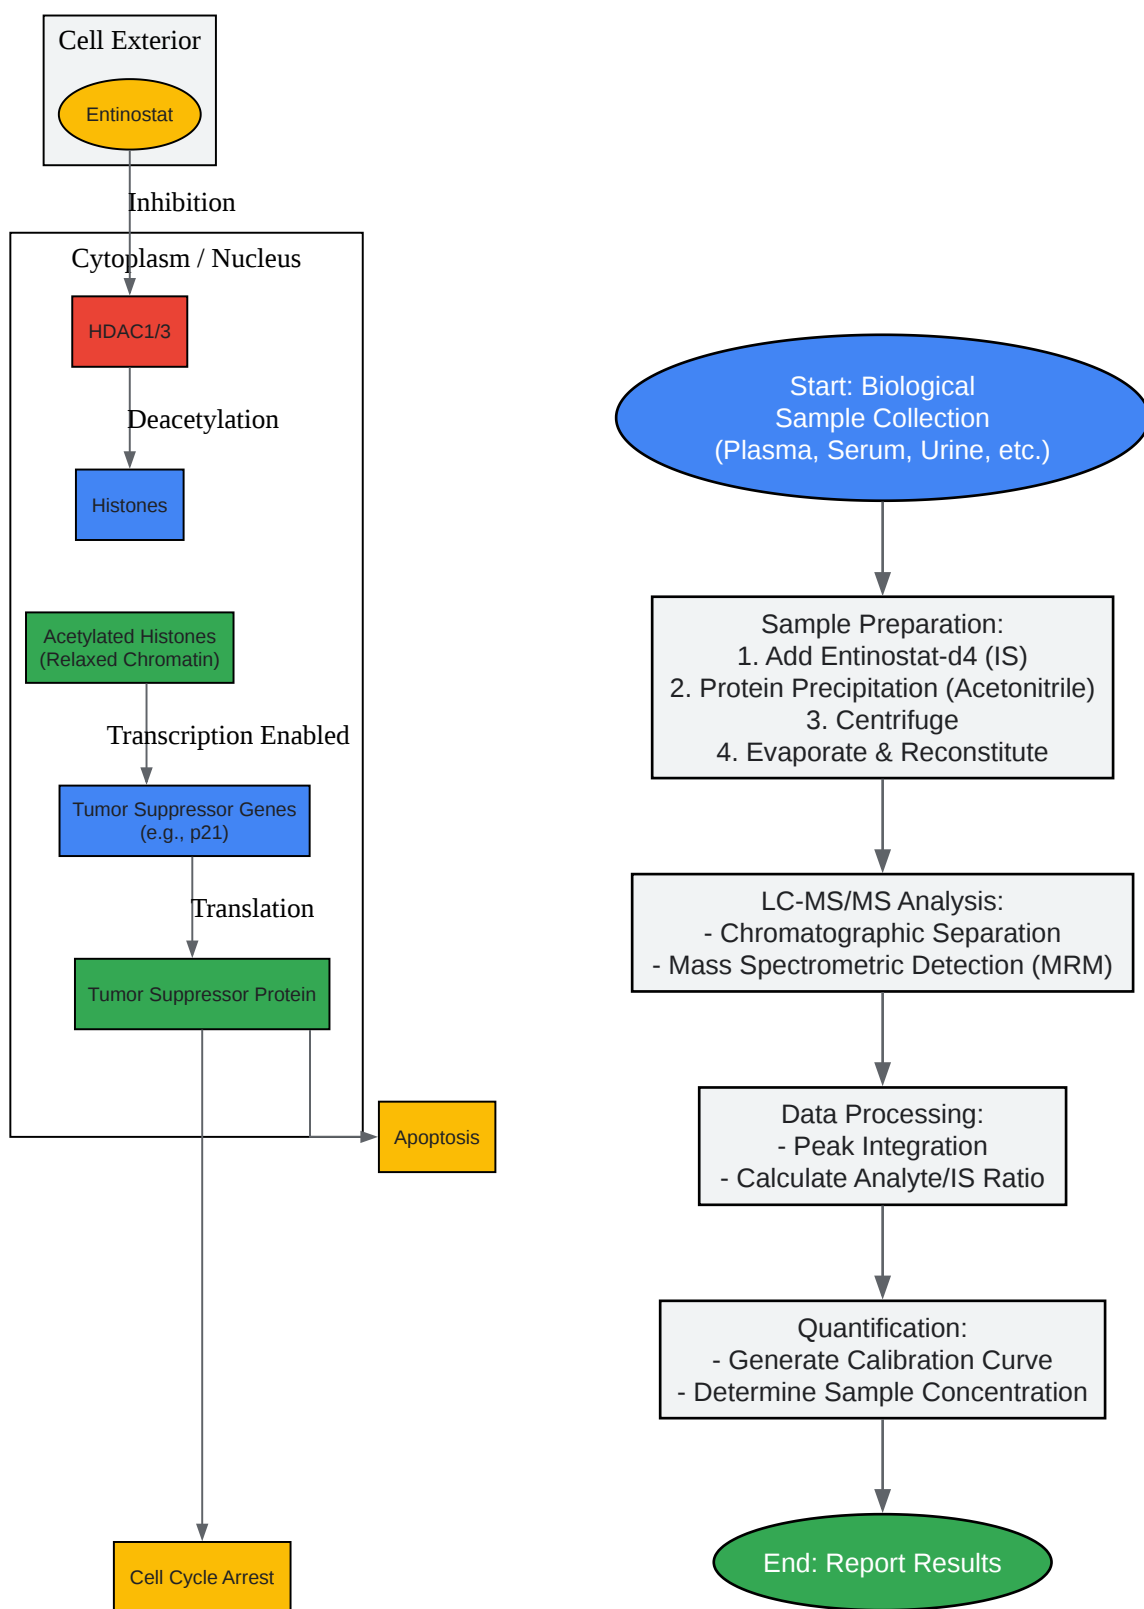 Cell Exterior
Entinostat
Inhibition
Cytoplasm / Nucleus
HDAC1/3
Deacetylation
Histones
Acetylated Histones
(Relaxed Chromatin)
Transcription Enabled
Tumor Suppressor Genes
(e.g., p21)
Translation
Tumor Suppressor Protein
Apoptosis
Cell Cycle Arrest
Start: Biological
Sample Collection
(Plasma, Serum, Urine, etc.)
Sample Preparation:
1. Add Entinostat-d4 (IS)
2. Protein Precipitation (Acetonitrile)
3. Centrifuge
4. Evaporate & Reconstitute
LC-MS/MS Analysis:
- Chromatographic Separation
- Mass Spectrometric Detection (MRM)
Data Processing:
- Peak Integration
- Calculate Analyte/IS Ratio
Quantification:
- Generate Calibration Curve
- Determine Sample Concentration
End: Report Results